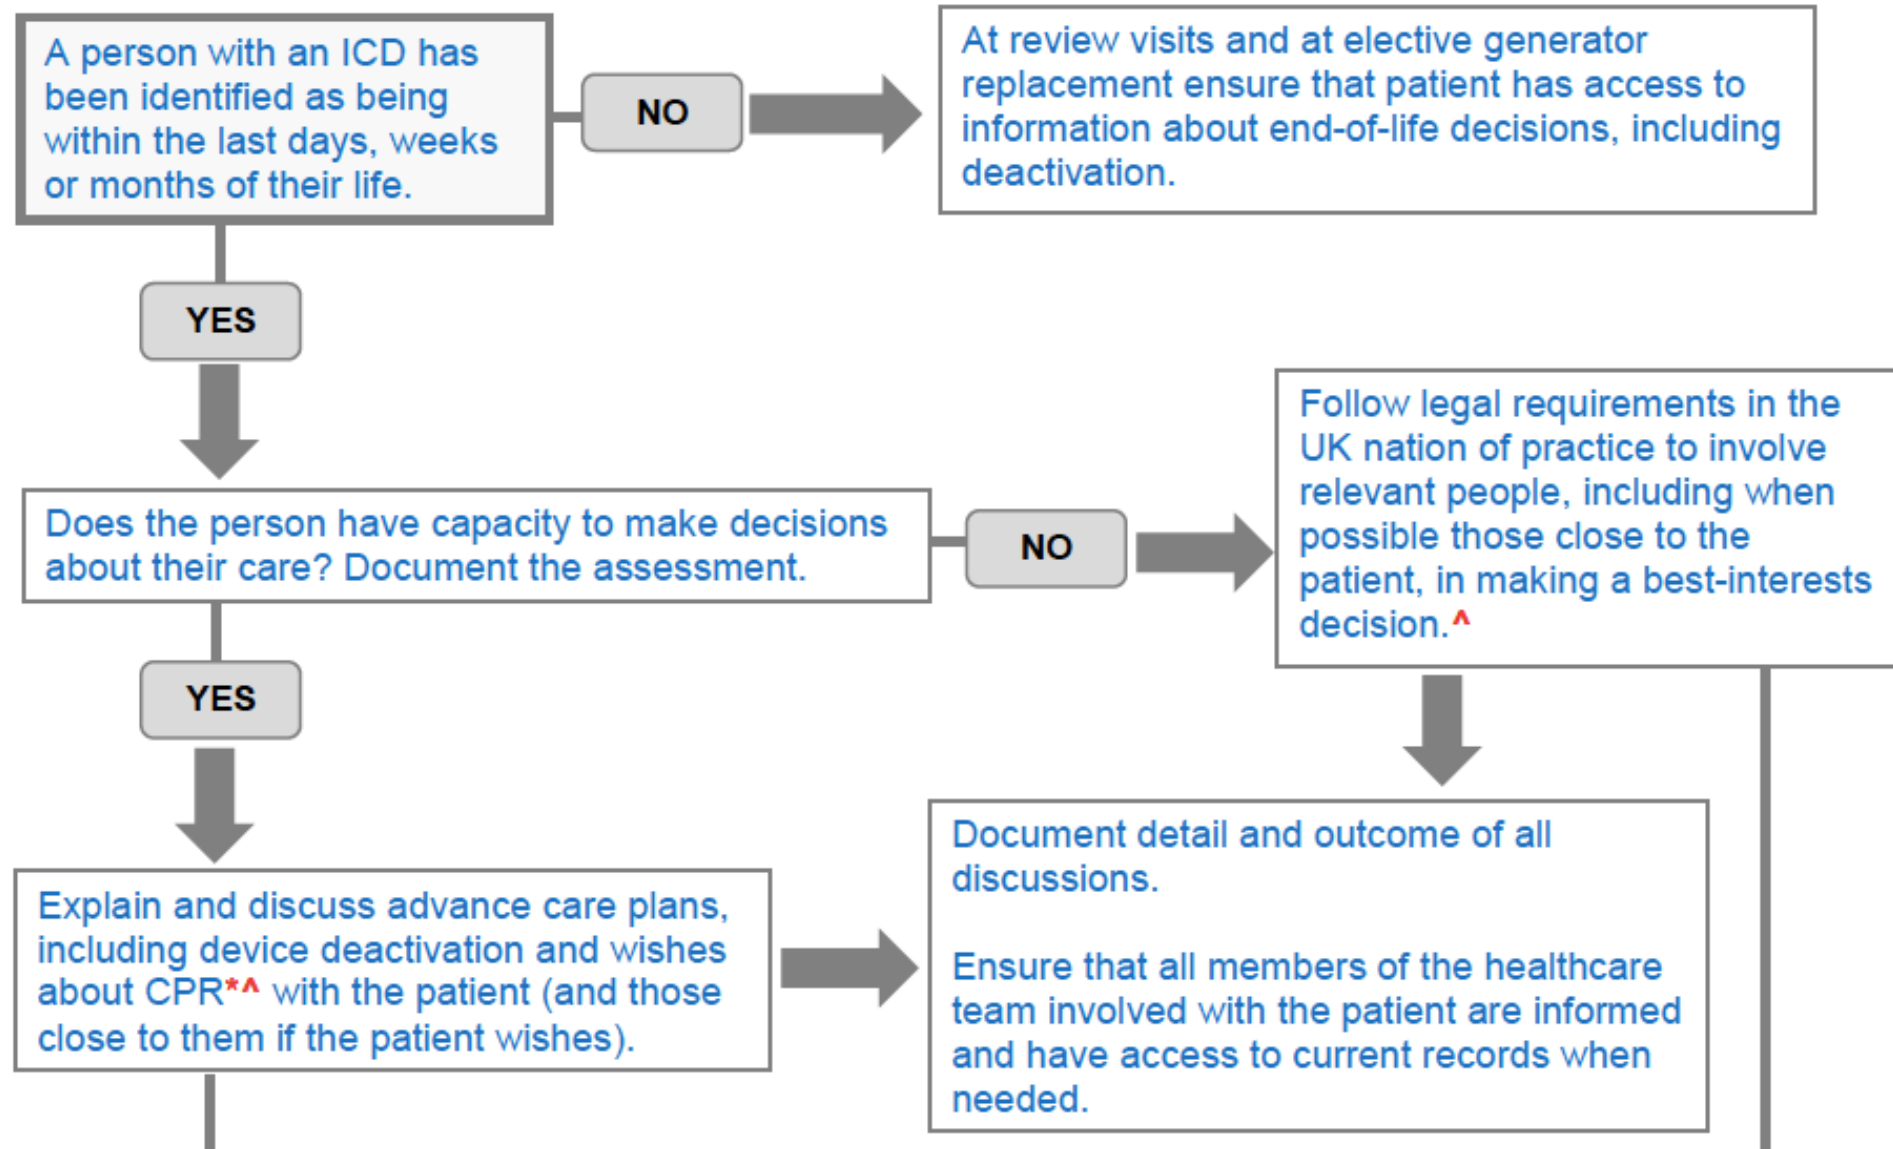 A person with an ICD has
been identified as being
within the last days, weeks
or months of their life.
NO
At review visits and at elective generator
replacement ensure that patient has access to
information about end-of-life decisions, including
deactivation.
YES
Does the person have capacity to make decisions
about their care? Document the assessment.
NO
Follow legal requirements in the
UK nation of practice to involve
relevant people, including when
possible those close to the
patient, in making a best-interests
decision.^
YES
Explain and discuss advance care plans,
including device deactivation and wishes
about CPR*^ with the patient (and those
close to them if the patient wishes).
Document detail and outcome of all
discussions.
Ensure that all members of the healthcare
team involved with the patient are informed
and have access to current records when
needed.